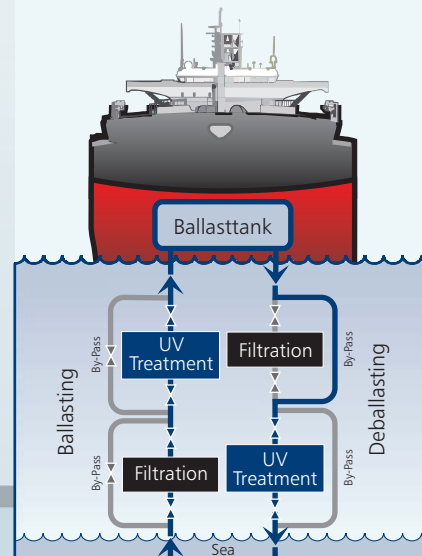 Ballasttank
Ballasting
By-Pass
UV
Treatment
By-Pass
Filtration
Filtration
By-Pass
UV
Treatment
By-Pass
Deballasting
Sea